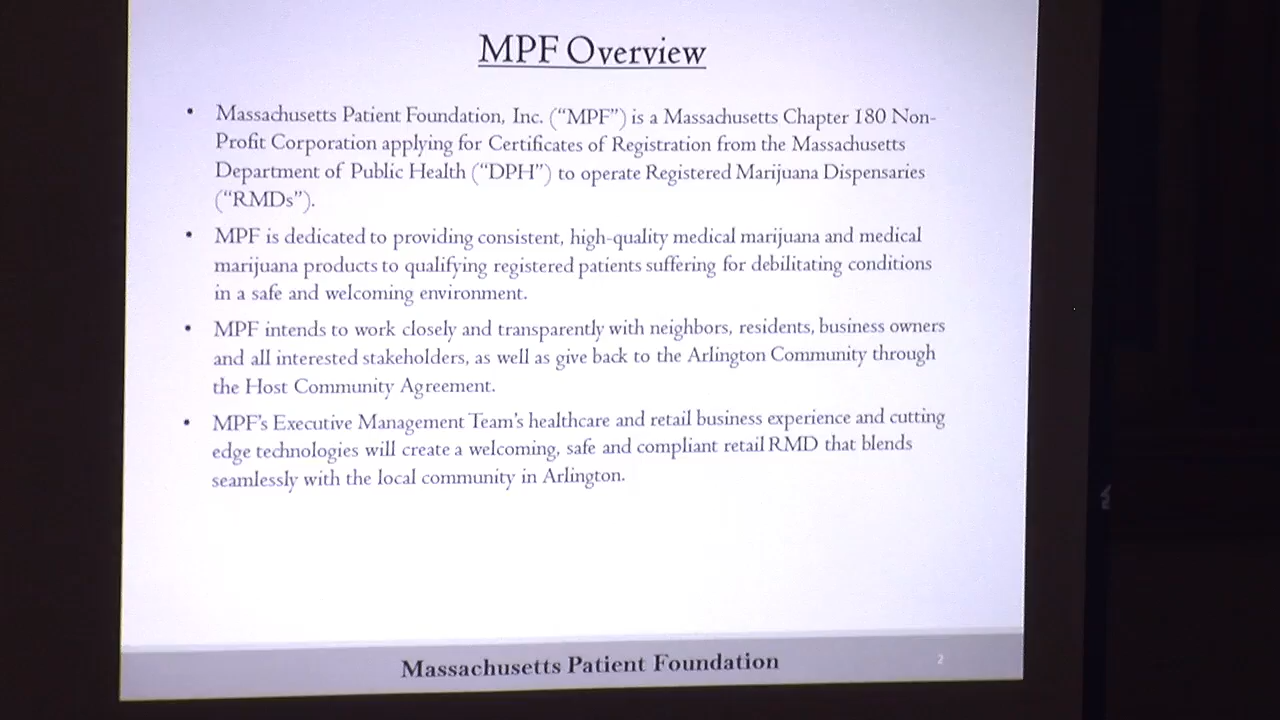 MPF Overview
• Massachusetts Patient Foundation, Inc. (“MPF”) is a Massachusetts Chapter 180 Non-
Profit Corporation applying for Certificates of Registration from the Massachusetts
Department of Public Health (“DPH”) to operate Registered Marijuana Dispensaries
(“RMDs”).
• MPF is dedicated to providing consistent, high-quality medical marijuana and medical
marijuana products to qualifying registered patients suffering for debilitating conditions
in a safe and welcoming environment.
• MPF intends to work closely and transparently with neighbors, residents, business owners
and all interested stakeholders, as well as give back to the Arlington Community through
the Host Community Agreement.
• MPF’s Executive Management Team’s healthcare and retail business experience and cutting
edge technologies will create a welcoming, safe and compliant retail RMD that blends
seamlessly with the local community in Arlington.
Massachusetts Patient Foundation
2